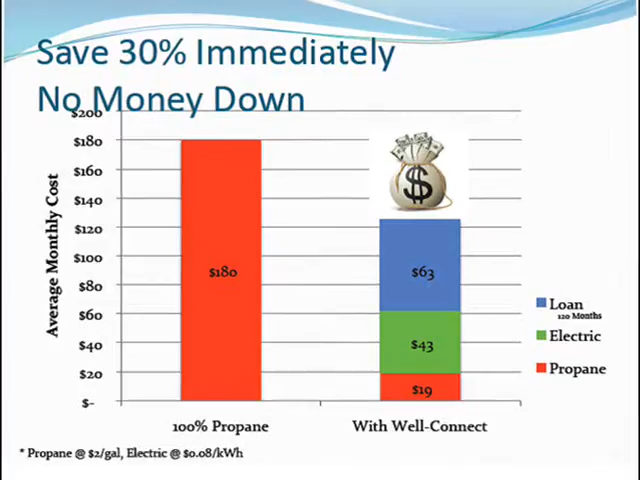 Save 30% Immediately
No Money Down
Average Monthly Cost
$200
$180
$160
$140
$120
$100
$80
$60
$40
$20
$-
$180
$
$63
$43
$19
Loan
120 Months
Electric
Propane
100% Propane
With Well-Connect
* Propane @ $2/gal, Electric @ $0.08/kWh